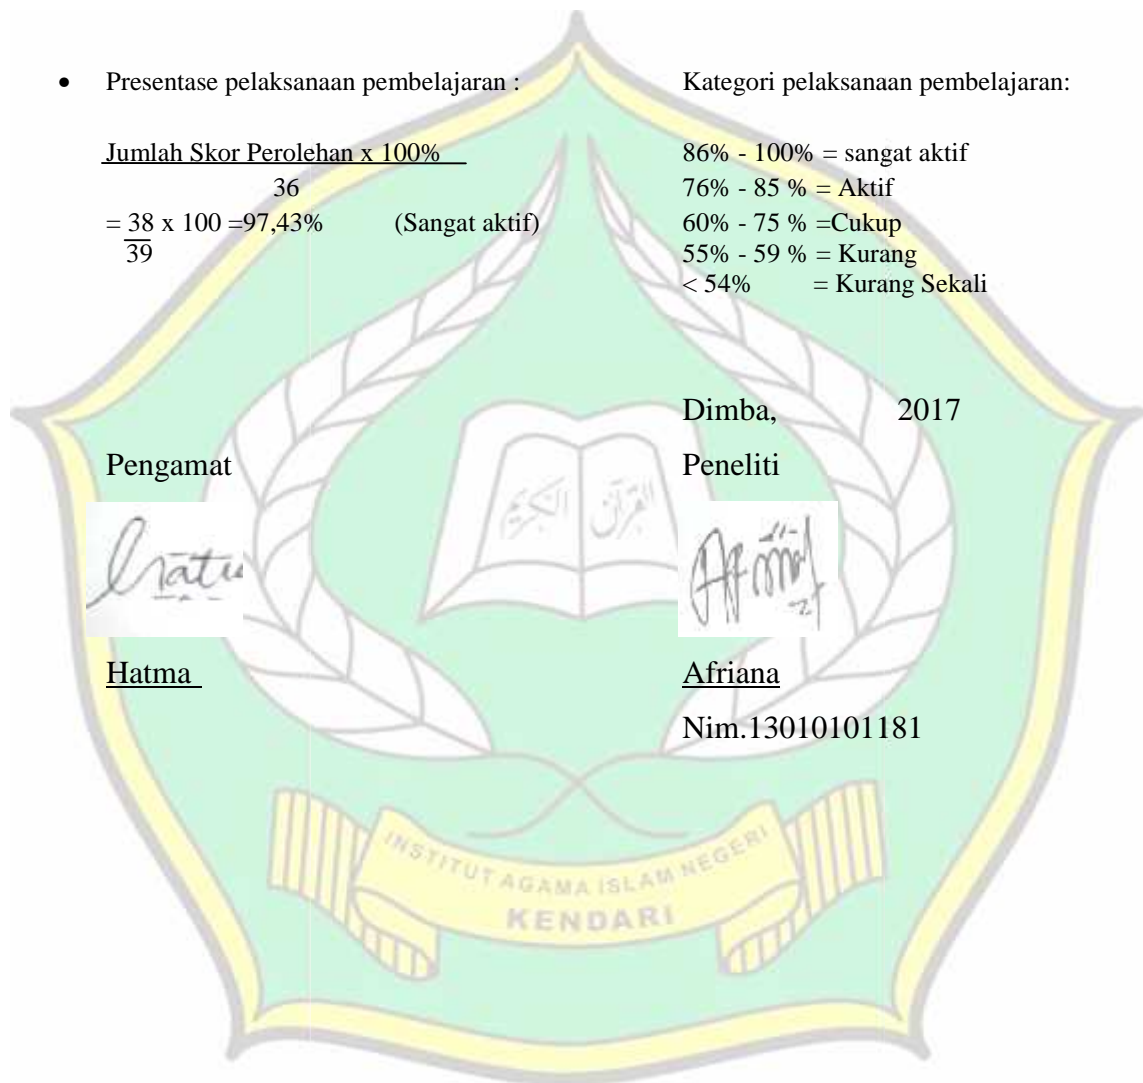 • Presentase pelaksanaan pembelajaran :
Jumlah Skor Perolehan x 100%
36
= 38 x 100 =97,43% (Sangat aktif)
39
Kategori pelaksanaan pembelajaran:
86% - 100% = sangat aktif
76% - 85 % = Aktif
60% - 75 % =Cukup
55% - 59 % = Kurang
< 54% = Kurang Sekali
Dimba, 2017
Pengamat
Peneliti
القرآن الكريم
Hatma
Afriana
Nim.13010101181
INSTITUT AGAMA ISLAM NEGERI
KENDARI